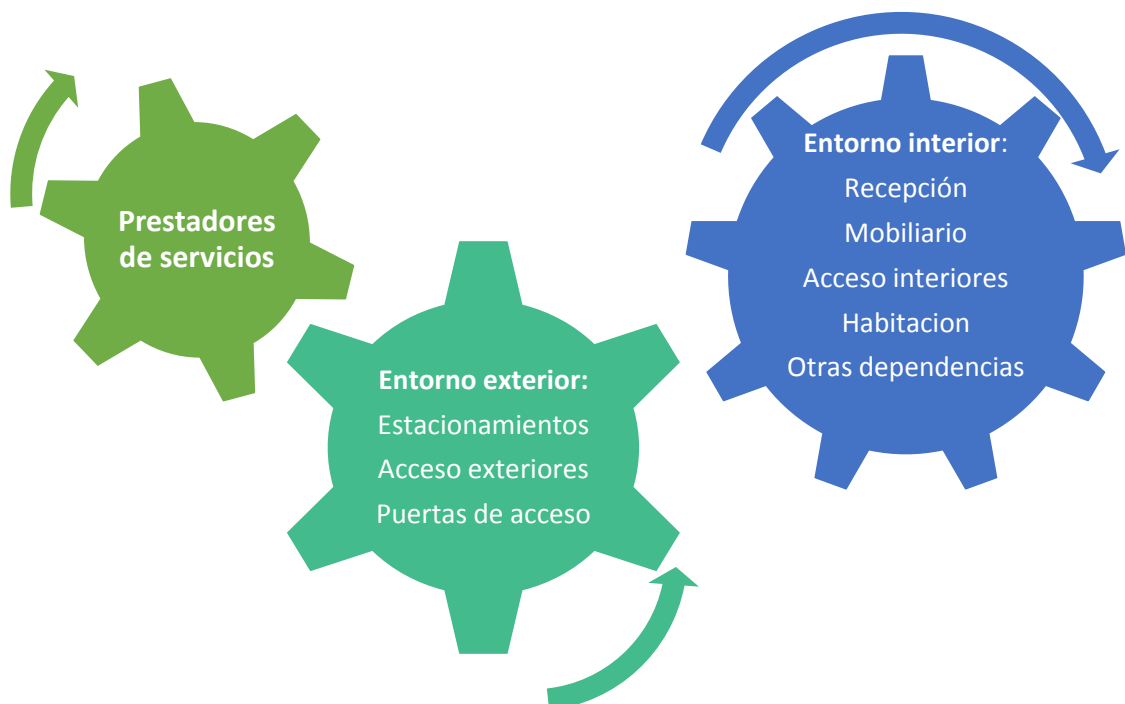 Prestadores
de servicios
Entorno exterior:
Estacionamientos
Acceso exteriores
Puertas de acceso
Entorno interior:
Recepción
Mobiliario
Acceso interiores
Habitacion
Otras dependencias